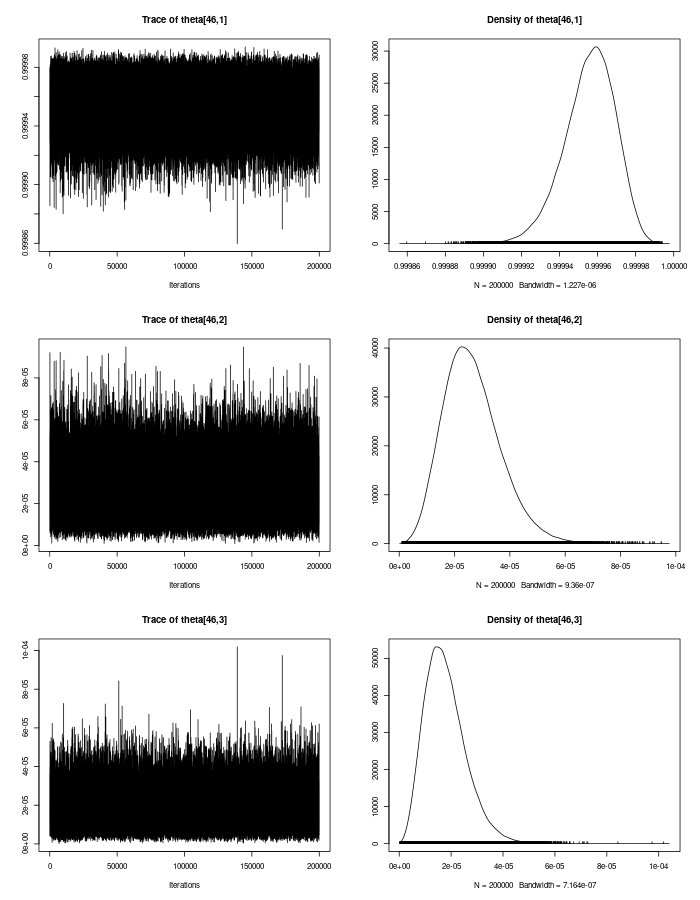 Trace of theta[46,1]
0.99986 0.99990 0.99994 0.99998
0 50000 100000 150000 200000
Iterations
Density of theta[46,1]
0 5000 10000 15000 20000 25000 30000
0.99986 0.99988 0.99990 0.99992 0.99994 0.99996 0.99998 1.00000
N = 200000 Bandwidth = 1.227e-06
Trace of theta[46,2]
0e+00 2e-05 4e-05 6e-05 8e-05
0 50000 100000 150000 200000
Iterations
Density of theta[46,2]
0 10000 20000 30000 40000
0e+00 2e-05 4e-05 6e-05 8e-05 1e-04
N = 200000 Bandwidth = 9.36e-07
Trace of theta[46,3]
0e+00 2e-05 4e-05 6e-05 8e-05 1e-04
0 50000 100000 150000 200000
Iterations
Density of theta[46,3]
0 10000 20000 30000 40000 50000
0e+00 2e-05 4e-05 6e-05 8e-05 1e-04
N = 200000 Bandwidth = 7.164e-07